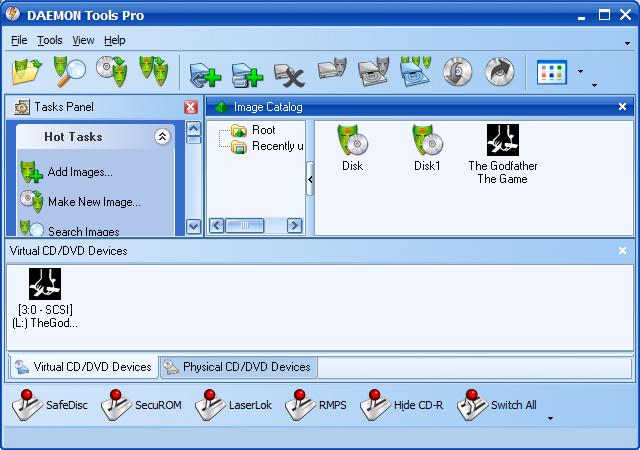 DAEMON Tools Pro
File Tools View Help
Tasks Panel
Image Catalog
Hot Tasks
Add Images...
Make New Image...
Search Images
Root
Recently u
Disk
Disk1
The Godfather
The Game
Virtual CD/DVD Devices
[3:0 - SCSI]
(L:) TheGod...
Virtual CD/DVD Devices
Physical CD/DVD Devices
SafeDisc
SecuROM
LaserLok
RMPS
Hide CD-R
Switch All